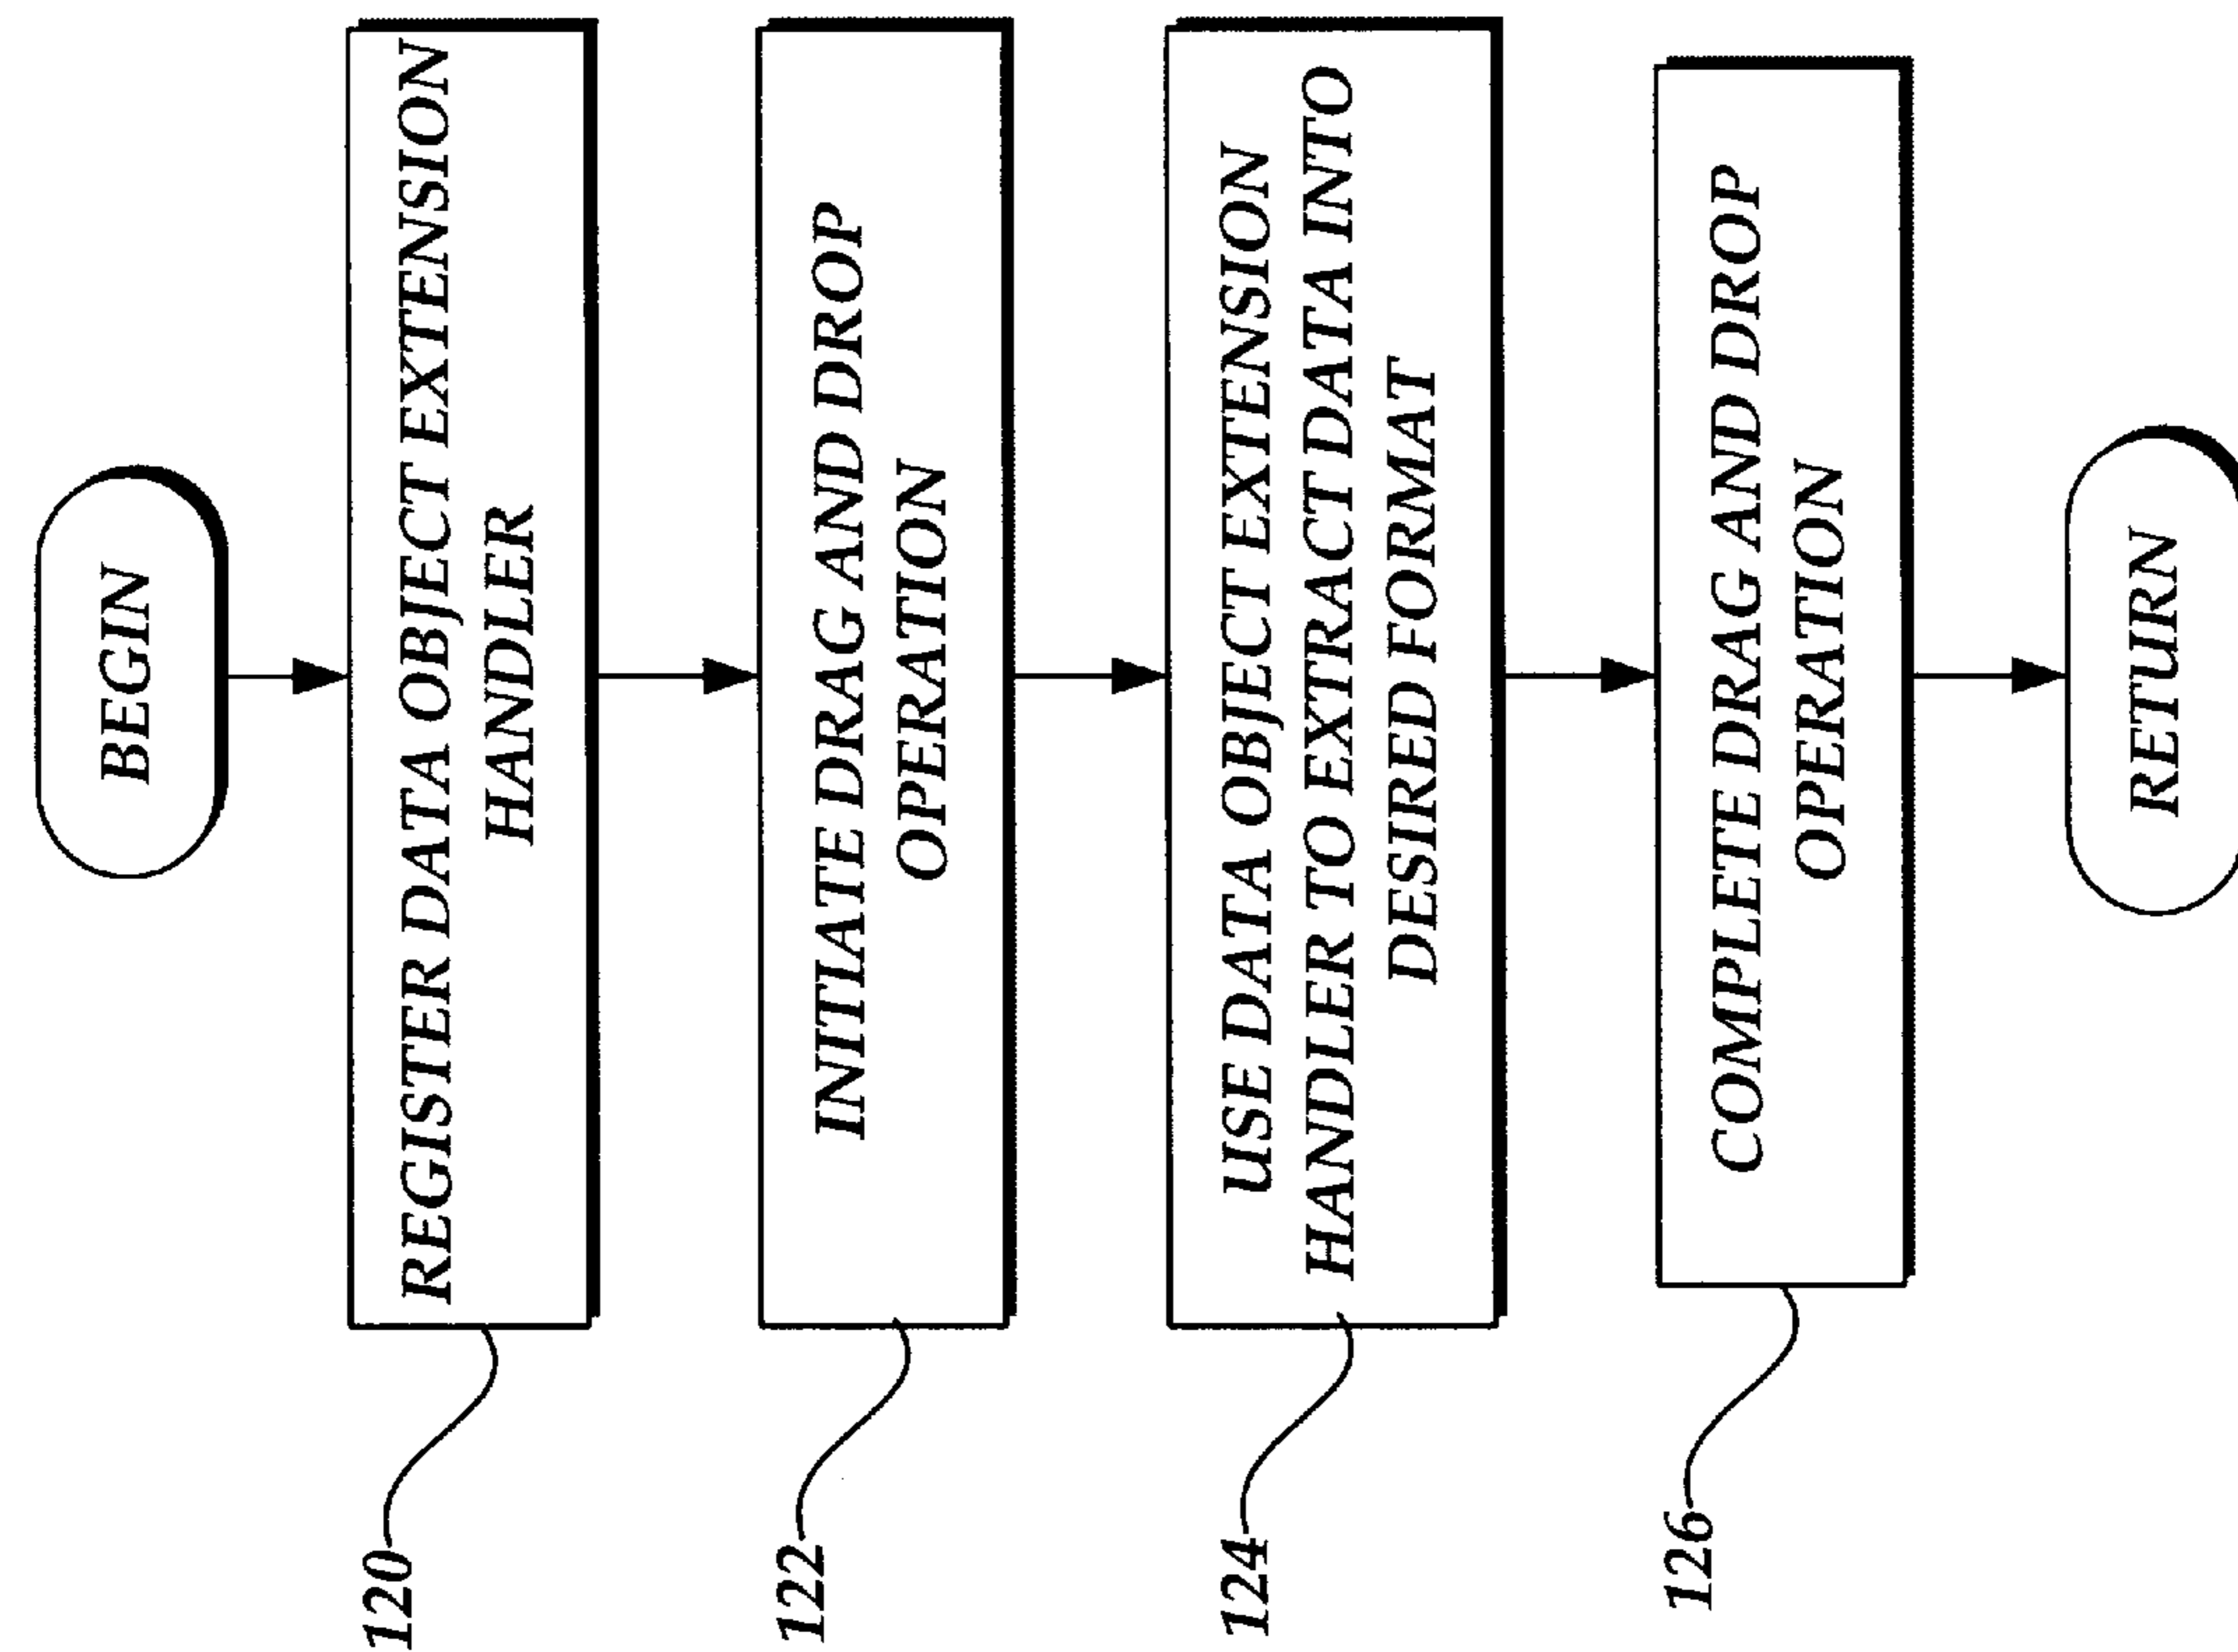 BEGIN
120
REGISTER DATA OBJECT EXTENSION
HANDLER
122
INITIATE DRAG AND DROP
OPERATION
124
USE DATA OBJECT EXTENSION
HANDLER TO EXTRACT DATA INTO
DESIRED FORMAT
126
COMPLETE DRAG AND DROP
OPERATION
RETURN